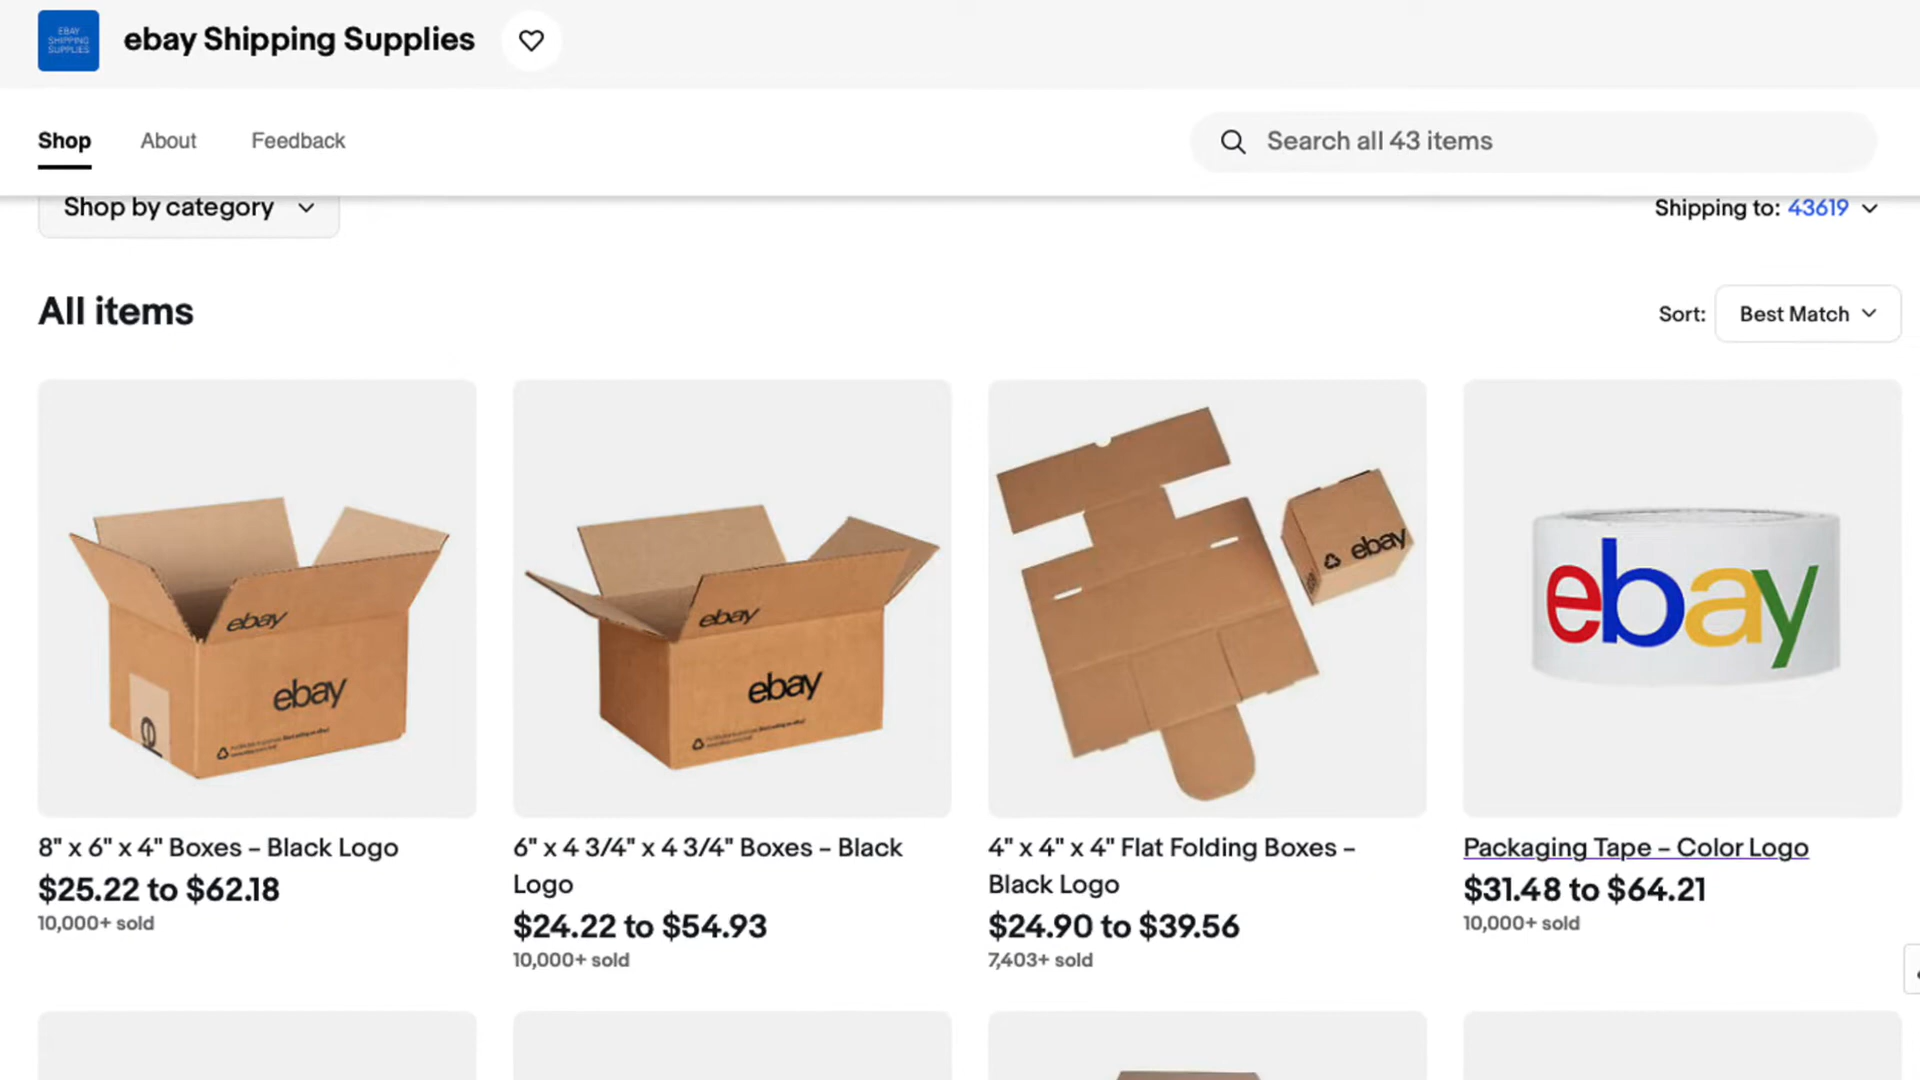 EBAY
SHIPPING
SUPPLIES
ebay Shipping Supplies
Shop
About
Feedback
Search all 43 items
Shop by category
Shipping to: 43619
All items
Sort:
Best Match
ebay
ebay
ebay
ebay
ebay
ebay
8" x 6" x 4" Boxes – Black Logo
$25.22 to $62.18
10,000+ sold
6" x 4 3/4" x 4 3/4" Boxes – Black
Logo
$24.22 to $54.93
10,000+ sold
4" x 4" x 4" Flat Folding Boxes –
Black Logo
$24.90 to $39.56
7,403+ sold
Packaging Tape – Color Logo
$31.48 to $64.21
10,000+ sold